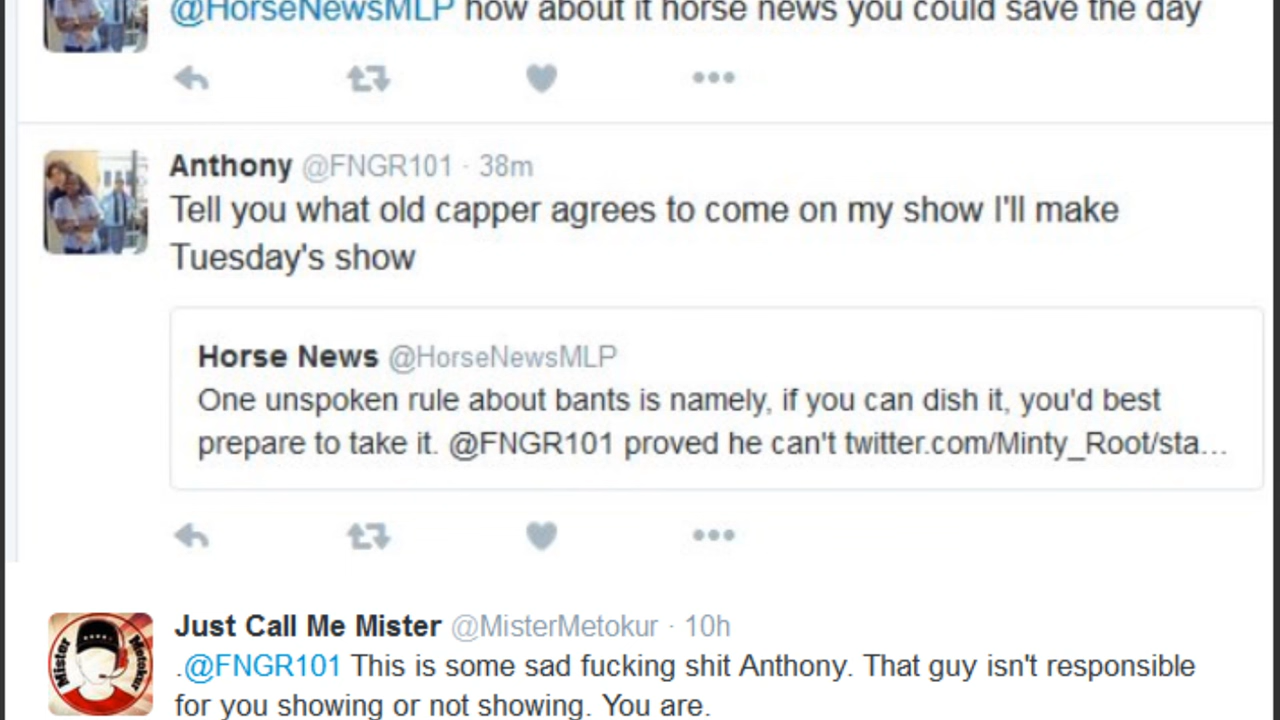 @HorseNewsMLP how about it horse news you could save the day
Anthony @FNGR101 · 38m
Tell you what old capper agrees to come on my show I'll make
Tuesday's show
Horse News @HorseNewsMLP
One unspoken rule about bants is namely, if you can dish it, you'd best
prepare to take it. @FNGR101 proved he can't twitter.com/Minty_Root/sta...
Mister Metokur
Just Call Me Mister @MisterMetokur · 10h
.@FNGR101 This is some sad fucking shit Anthony. That guy isn't responsible
for you showing or not showing. You are.